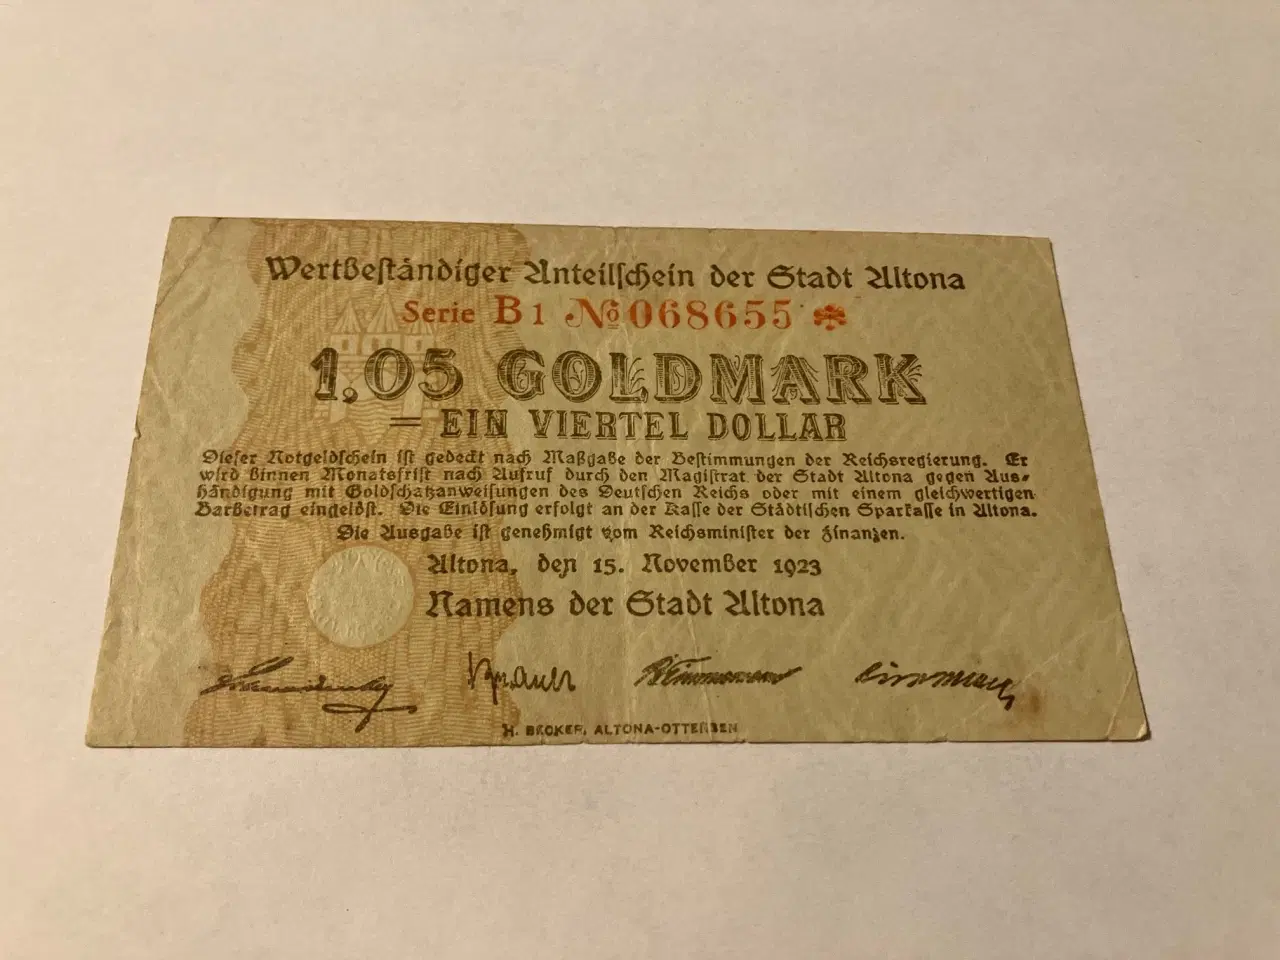 Wertbeständiger Anteilschein der Stadt Altona
Serie B1 No 068655 *
1,05 GOLDMARK
= EIN VIERTEL DOLLAR
Dieser Notgeldschein ist gedeckt nach Maßgabe der Bestimmungen der Reichsregierung. Er
wird binnen Monatsfrist nach Aufruf durch den Magistrat der Stadt Altona gegen Aus-
händigung mit Goldschatzanweisungen des Deutschen Reichs oder mit einem gleichwertigen
Barbetrag eingelöst. Die Einlösung erfolgt an der Kasse der Städtischen Sparkasse in Altona.
Die Ausgabe ist genehmigt vom Reichsminister der Finanzen.
Altona, den 15. November 1923
Namens der Stadt Altona
H. BECKER, ALTONA-OTTENSEN